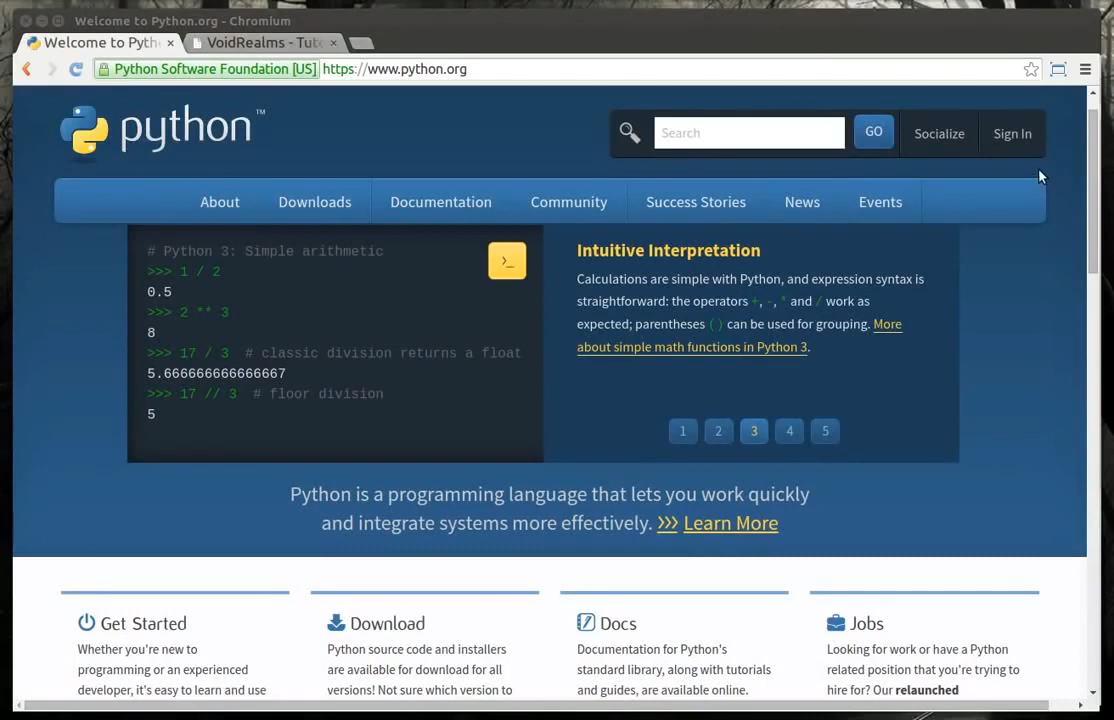 Welcome to Python.org - Chromium
Welcome to Pyth
VoidRealms - Tute
Python Software Foundation [US] https://www.python.org
python™
Search
GO
Socialize
Sign In
About
Downloads
Documentation
Community
Success Stories
News
Events
# Python 3: Simple arithmetic
>>> 1 / 2
0.5
>>> 2 ** 3
8
>>> 17 / 3  # classic division returns a float
5.666666666666667
>>> 17 // 3  # floor division
5
>_
Intuitive Interpretation
Calculations are simple with Python, and expression syntax is
straightforward: the operators +, -, * and / work as
expected; parentheses () can be used for grouping. More
about simple math functions in Python 3.
1 2 3 4 5
Python is a programming language that lets you work quickly
and integrate systems more effectively. >>> Learn More
Get Started
Whether you're new to
programming or an experienced
developer, it's easy to learn and use
Download
Python source code and installers
are available for download for all
versions! Not sure which version to
Docs
Documentation for Python's
standard library, along with tutorials
and guides, are available online.
Jobs
Looking for work or have a Python
related position that you're trying to
hire for? Our relaunched